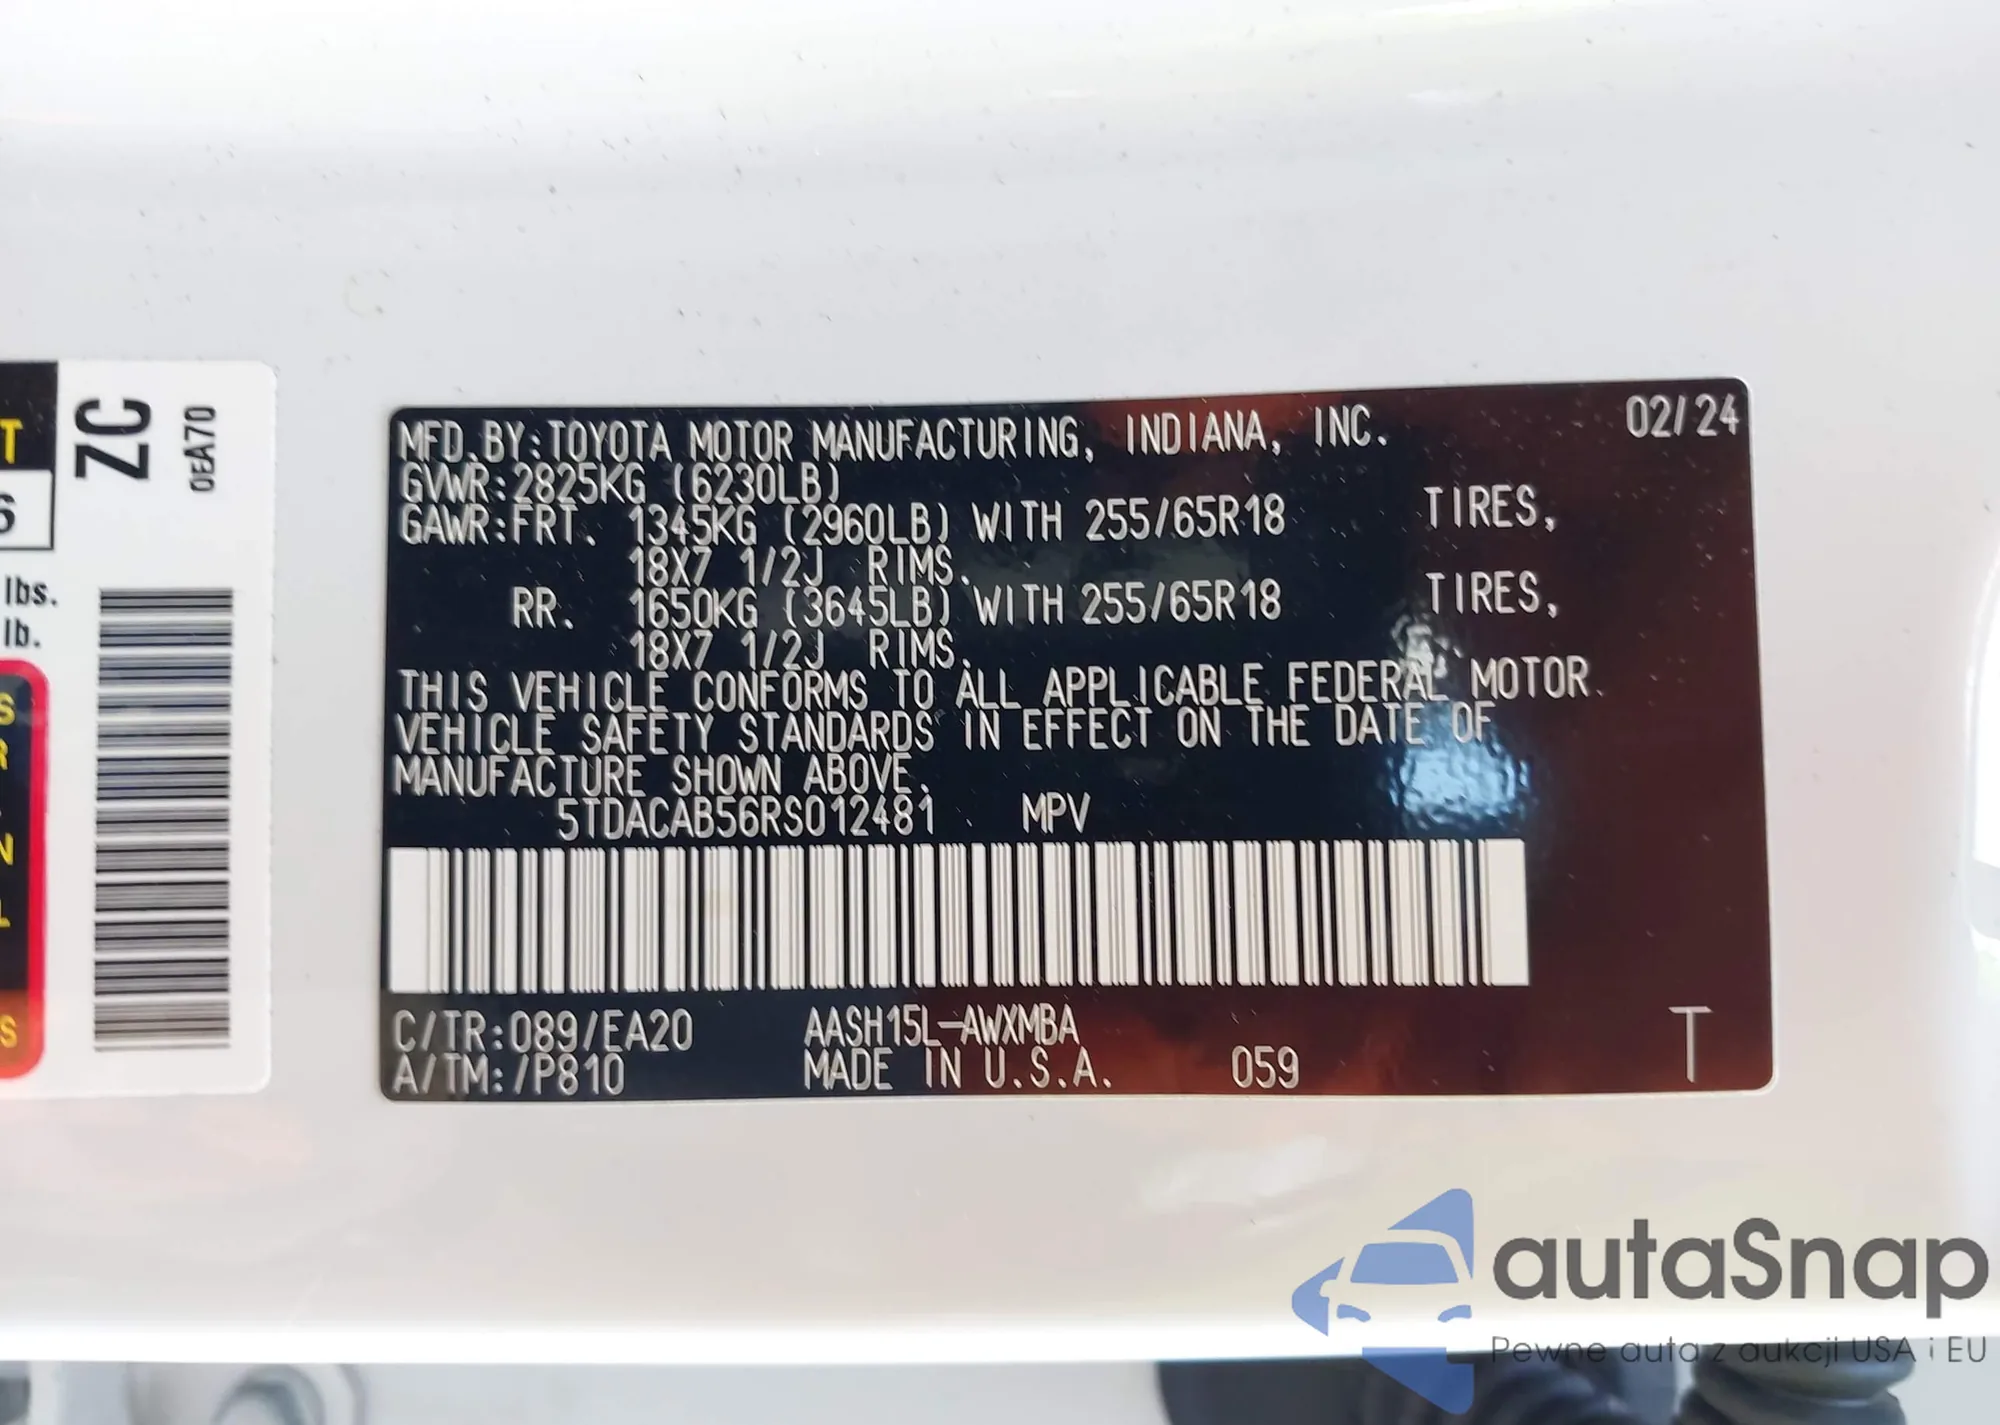 T
6
lbs.
lb.
S
R
N
L
S
ZC
0EA70
MFD.BY:TOYOTA MOTOR MANUFACTURING, INDIANA, INC. 02/24
GVWR:2825KG (6230LB)
GAWR:FRT. 1345KG (2960LB) WITH 255/65R18 TIRES,
18X7 1/2J RIMS.
RR. 1650KG (3645LB) WITH 255/65R18 TIRES,
18X7 1/2J RIMS.
THIS VEHICLE CONFORMS TO ALL APPLICABLE FEDERAL MOTOR
VEHICLE SAFETY STANDARDS IN EFFECT ON THE DATE OF
MANUFACTURE SHOWN ABOVE.
5TDACAB56RS012481 MPV
C/TR:089/EA20 AASH15L-AWXMBA
A/TM:/P810 MADE IN U.S.A. 059 T
autaSnap
Pewne auta z aukcji USA i EU